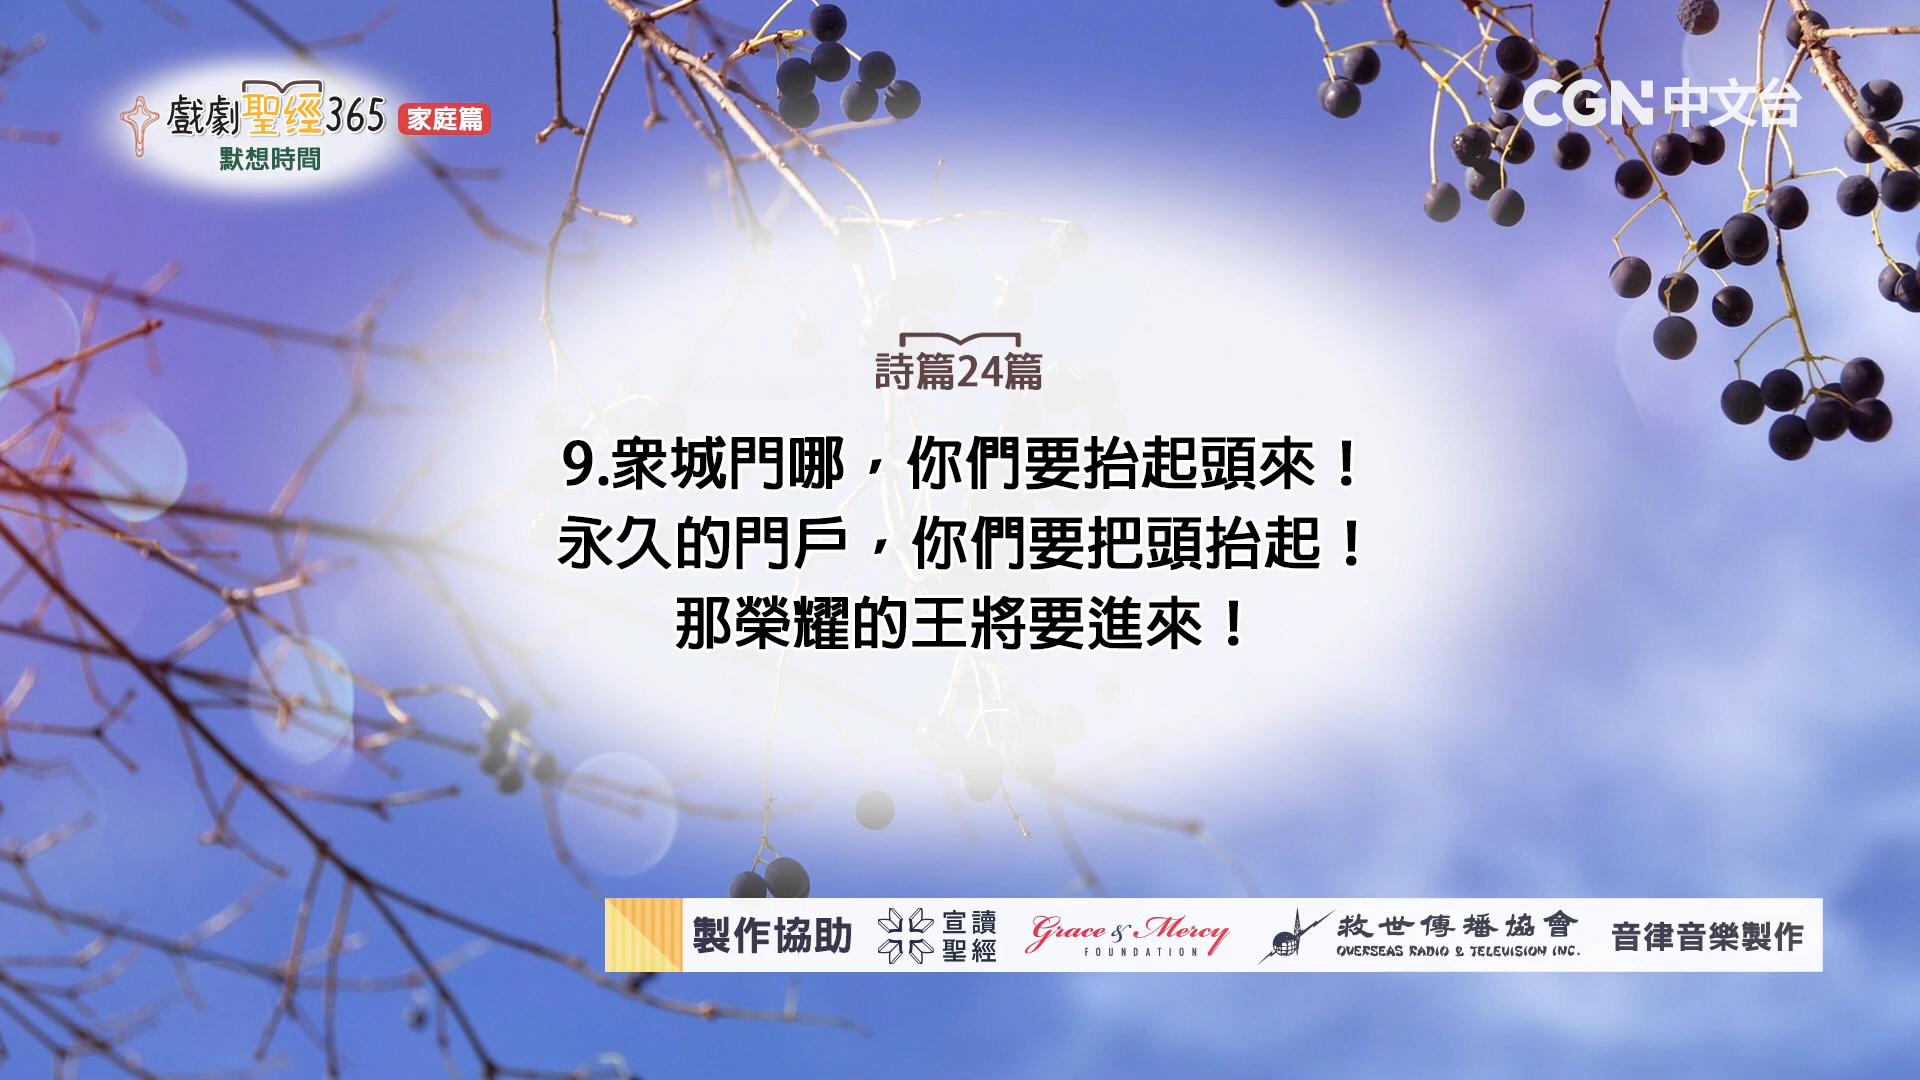 戲劇聖經365 家庭篇
默想時間
CGN 中文台
詩篇24篇
9.衆城門哪，你們要抬起頭來！
永久的門戶，你們要把頭抬起！
那榮耀的王將要進來！
製作協助
宣讀
聖經
Grace & Mercy
FOUNDATION
救世傳播協會
OVERSEAS RADIO & TELEVISION INC.
音律音樂製作